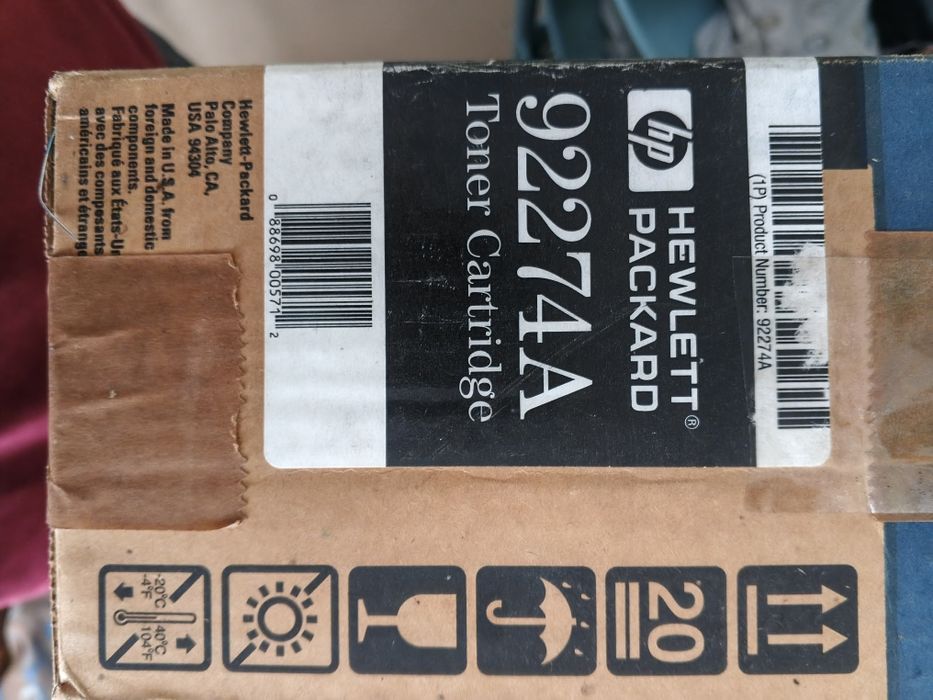 (1P) Product Number: 92274A
hp
HEWLETT®
PACKARD
92274A
Toner Cartridge
0 88698 00571 2
Hewlett-Packard
Company
Palo Alto, CA,
USA 94304
Made in U.S.A. from
foreign and domestic
components.
Fabriqué aux États-Un
avec des composants
américains et étrange
20
-20°C
-4°F
40°C
104°F